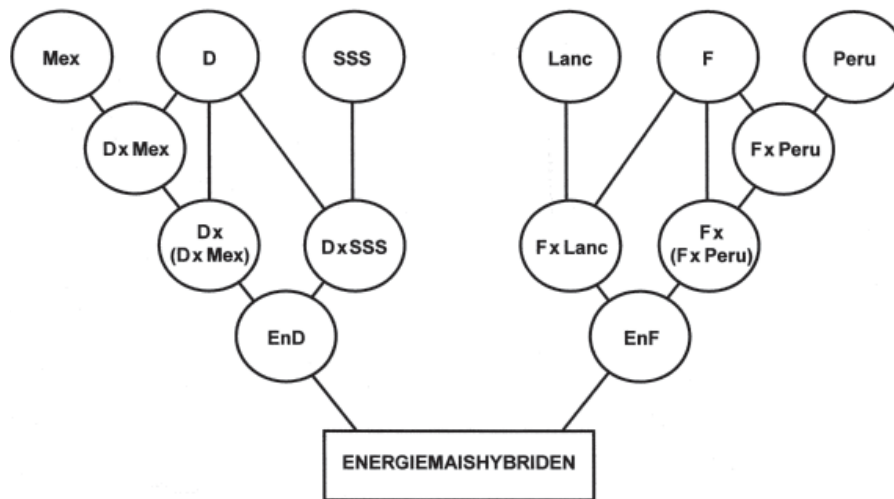 Mex
D
SSS
Lanc
F
Peru
D x Mex
F x Peru
D x
(D x Mex)
D x SSS
F x Lanc
F x
(F x Peru)
EnD
EnF
ENERGIEMAISHYBRIDEN